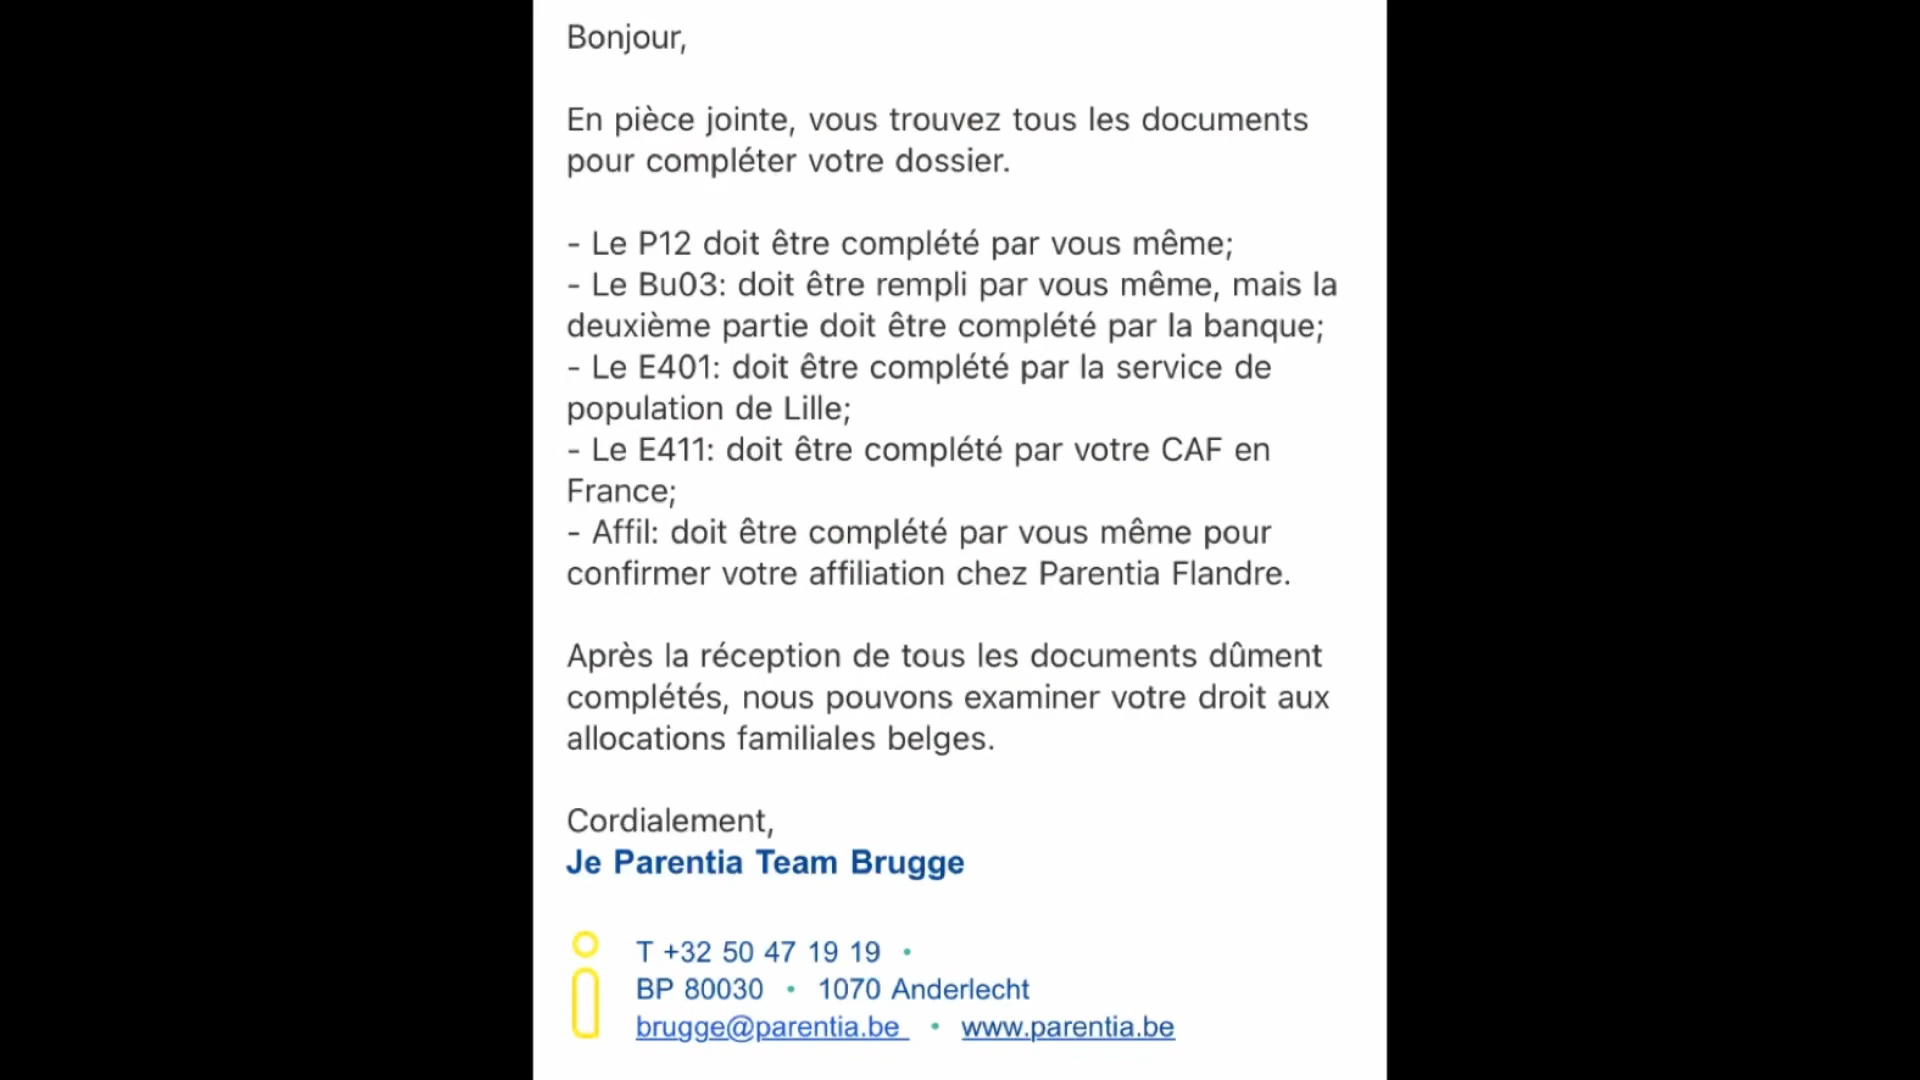 Bonjour,
En pièce jointe, vous trouvez tous les documents
pour compléter votre dossier.
- Le P12 doit être complété par vous même;
- Le Bu03: doit être rempli par vous même, mais la
deuxième partie doit être complété par la banque;
- Le E401: doit être complété par la service de
population de Lille;
- Le E411: doit être complété par votre CAF en
France;
- Affil: doit être complété par vous même pour
confirmer votre affiliation chez Parentia Flandre.
Après la réception de tous les documents dûment
complétés, nous pouvons examiner votre droit aux
allocations familiales belges.
Cordialement,
Je Parentia Team Brugge
T +32 50 47 19 19 •
BP 80030 • 1070 Anderlecht
brugge@parentia.be • www.parentia.be